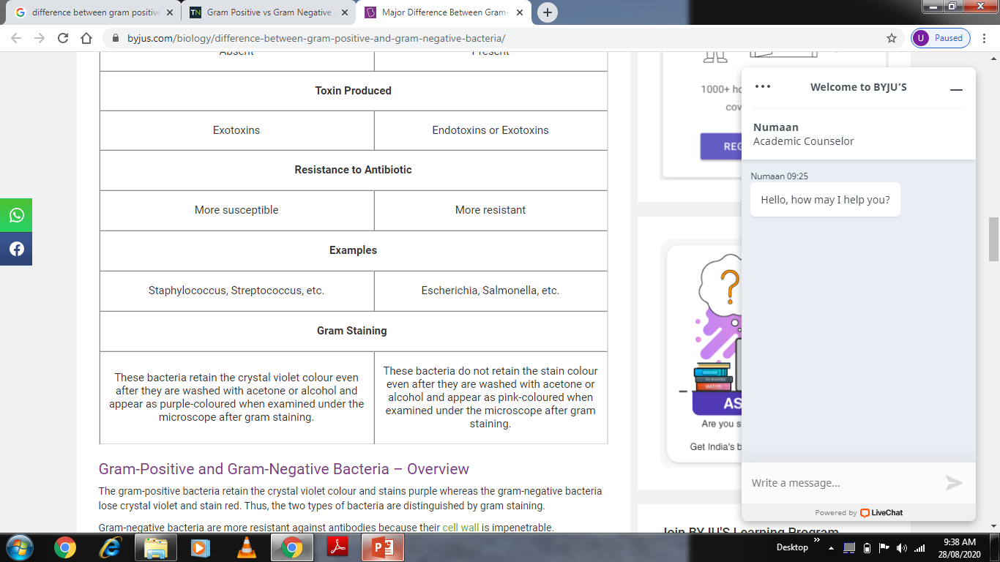 difference between gram positive
Gram Positive vs Gram Negative
Major Difference Between Gram-
byjus.com/biology/difference-between-gram-positive-and-gram-negative-bacteria/
U Paused
Absent Present
Toxin Produced
Exotoxins Endotoxins or Exotoxins
Resistance to Antibiotic
More susceptible More resistant
Examples
Staphylococcus, Streptococcus, etc. Escherichia, Salmonella, etc.
Gram Staining
These bacteria retain the crystal violet colour even
after they are washed with acetone or alcohol and
appear as purple-coloured when examined under the
microscope after gram staining.
These bacteria do not retain the stain colour
even after they are washed with acetone or
alcohol and appear as pink-coloured when
examined under the microscope after gram
staining.
Gram-Positive and Gram-Negative Bacteria – Overview
The gram-positive bacteria retain the crystal violet colour and stains purple whereas the gram-negative bacteria
lose crystal violet and stain red. Thus, the two types of bacteria are distinguished by gram staining.
Gram-negative bacteria are more resistant against antibodies because their cell wall is impenetrable.
1000+ ho
cov
REG
?
MATHS
AS
Are you s
Get India's b
Join BYJU'S Learning Program
Welcome to BYJU'S
Numaan
Academic Counselor
Numaan 09:25
Hello, how may I help you?
Write a message...
Powered by LiveChat
Desktop
9:38 AM
28/08/2020